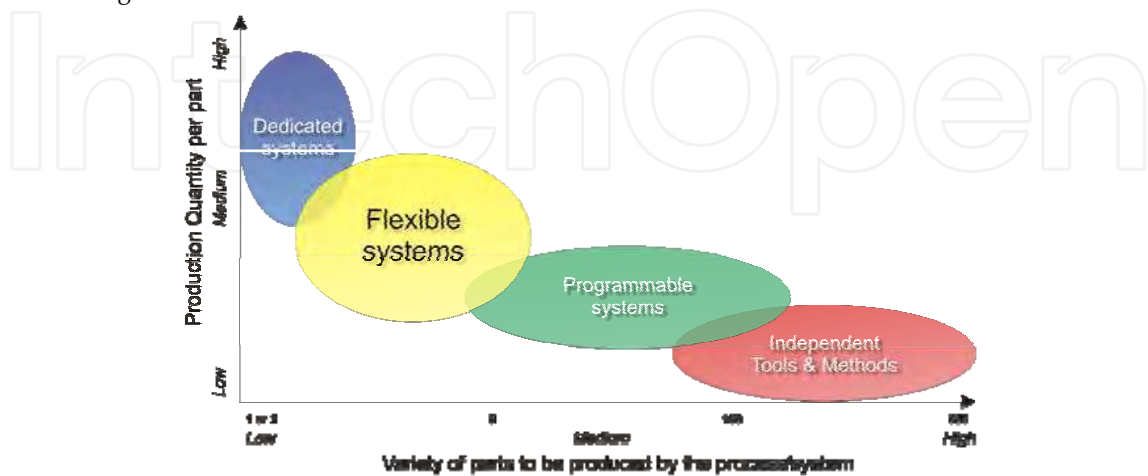 IntechOpen
High
Medium
Low
Production Quantity per part
Dedicated
systems
Flexible
systems
Programmable
systems
Independent
Tools & Methods
Low
Medium
High
Variety of parts to be produced by the process/system